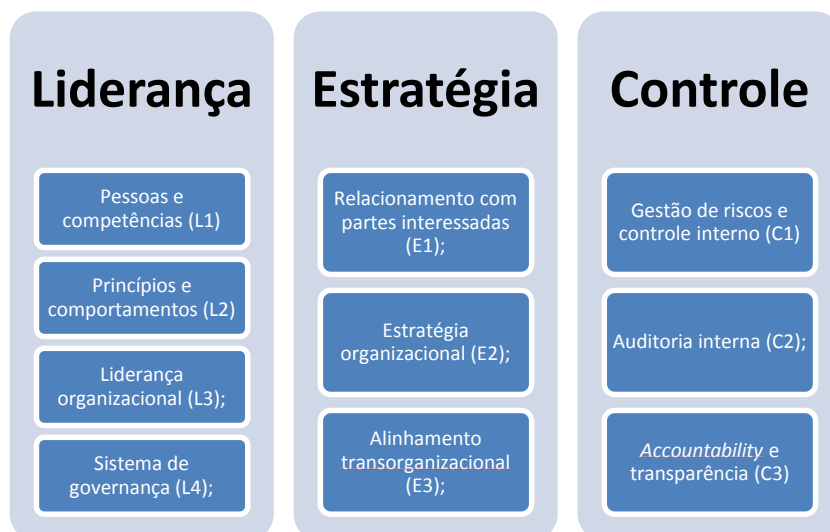 Liderança
Pessoas e
competências (L1)
Princípios e
comportamentos (L2)
Liderança
organizacional (L3);
Sistema de
governança (L4);
Estratégia
Relacionamento com
partes interessadas
(E1);
Estratégia
organizacional (E2);
Alinhamento
transorganizacional
(E3);
Controle
Gestão de riscos e
controle interno (C1)
Auditoria interna (C2);
Accountability e
transparência (C3)